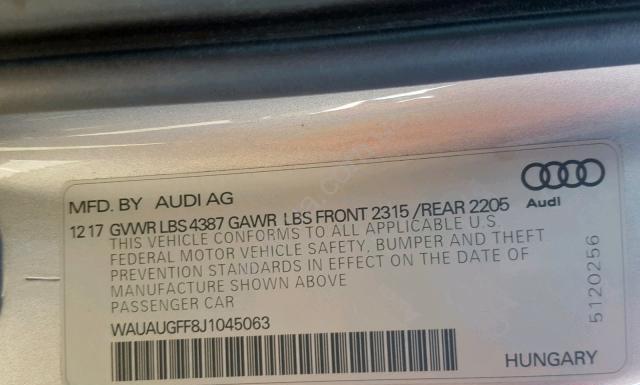 MFD. BY AUDI AG
12 17 GVWR LBS 4387 GAWR LBS FRONT 2315 /REAR 2205
THIS VEHICLE CONFORMS TO ALL APPLICABLE U.S
FEDERAL MOTOR VEHICLE SAFETY, BUMPER AND THEFT
PREVENTION STANDARDS IN EFFECT ON THE DATE OF
MANUFACTURE SHOWN ABOVE
PASSENGER CAR
WAUAUGFF8J1045063
Audi
5120256
HUNGARY